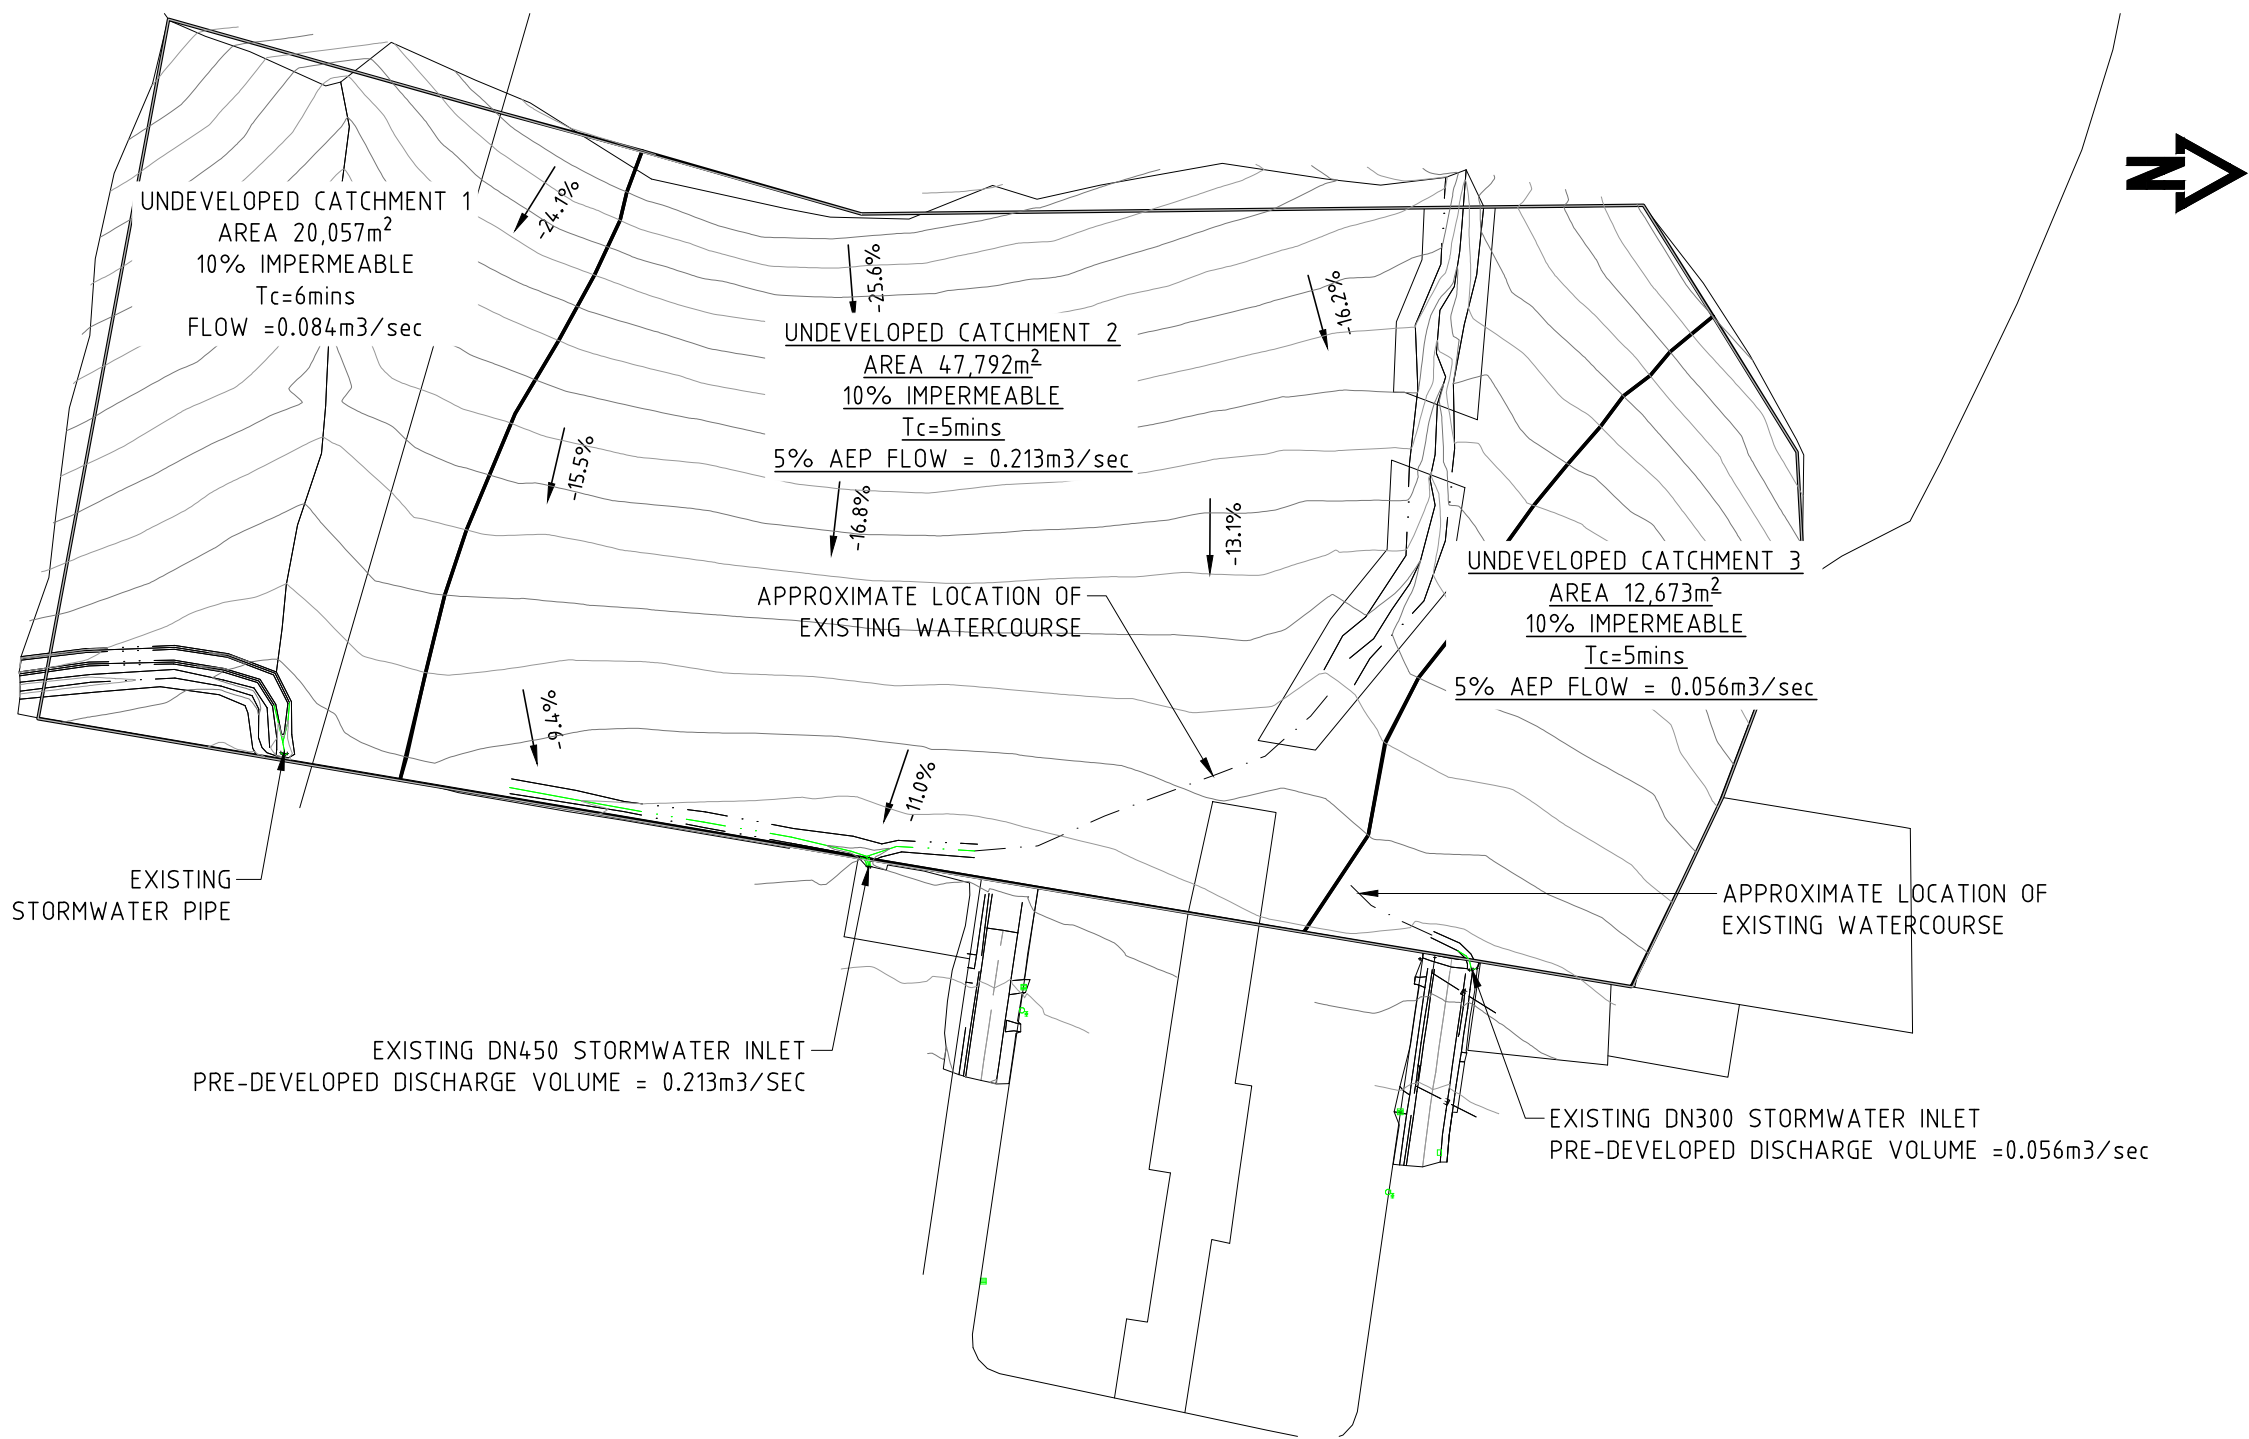 UNDEVELOPED CATCHMENT 1
AREA 20,057m²
10% IMPERMEABLE
Tc=6mins
FLOW =0.084m3/sec
-24.1%
-25.6%
-16.2%
N
UNDEVELOPED CATCHMENT 2
AREA 47,792m²
10% IMPERMEABLE
Tc=5mins
5% AEP FLOW = 0.213m3/sec
-15.5%
-16.8%
-13.1%
UNDEVELOPED CATCHMENT 3
AREA 12,673m²
10% IMPERMEABLE
Tc=5mins
5% AEP FLOW = 0.056m3/sec
APPROXIMATE LOCATION OF
EXISTING WATERCOURSE
-9.4%
-11.0%
EXISTING
STORMWATER PIPE
APPROXIMATE LOCATION OF
EXISTING WATERCOURSE
EXISTING DN450 STORMWATER INLET
PRE-DEVELOPED DISCHARGE VOLUME = 0.213m3/SEC
EXISTING DN300 STORMWATER INLET
PRE-DEVELOPED DISCHARGE VOLUME =0.056m3/sec